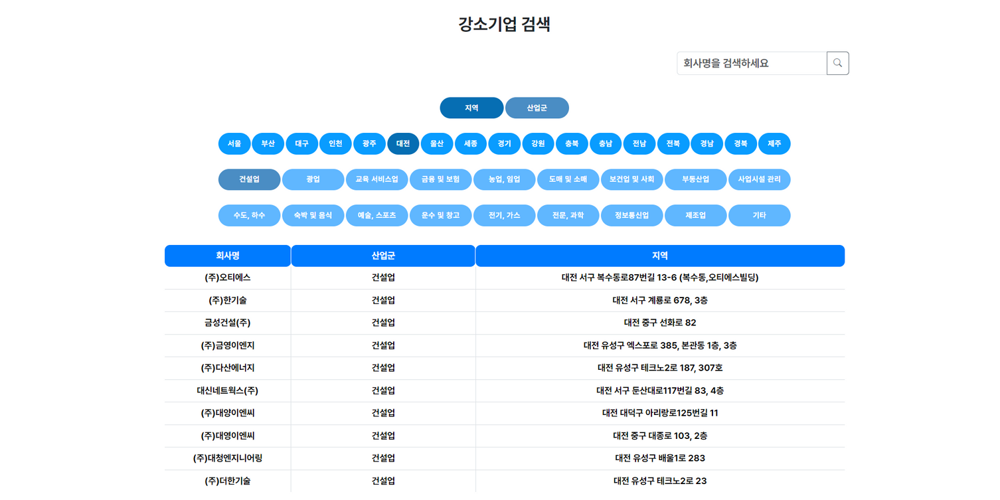 강소기업 검색
회사명을 검색하세요
지역 산업군
서울 부산 대구 인천 광주 대전 울산 세종 경기 강원 충북 충남 전남 전북 경남 경북 제주
건설업 광업 교육 서비스업 금융 및 보험 농업, 임업 도매 및 소매 보건업 및 사회 부동산업 사업시설 관리
수도, 하수 숙박 및 음식 예술, 스포츠 운수 및 창고 전기, 가스 전문, 과학 정보통신업 제조업 기타
회사명 산업군 지역
(주)오티에스 건설업 대전 서구 복수동로87번길 13-6 (복수동,오티에스빌딩)
(주)한기술 건설업 대전 서구 계룡로 678, 3층
금성건설(주) 건설업 대전 중구 선화로 82
(주)금영이엔지 건설업 대전 유성구 엑스포로 385, 본관동 1층, 3층
(주)다산에너지 건설업 대전 유성구 테크노2로 187, 307호
대신네트웍스(주) 건설업 대전 서구 둔산대로117번길 83, 4층
(주)대양이엔씨 건설업 대전 대덕구 아리랑로125번길 11
(주)대영이엔씨 건설업 대전 중구 대종로 103, 2층
(주)대청엔지니어링 건설업 대전 유성구 배울1로 283
(주)더한기술 건설업 대전 유성구 테크노2로 23